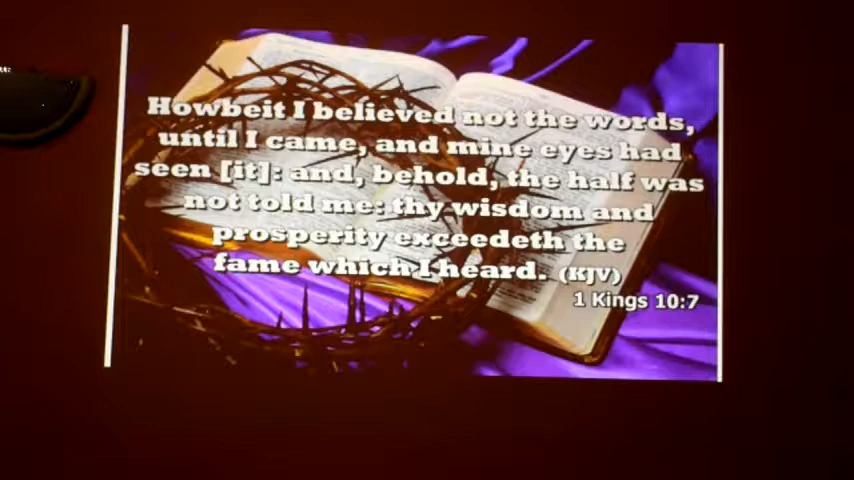 Howbeit I believed not the words,
until I came, and mine eyes had
seen [it]: and, behold, the half was
not told me: thy wisdom and
prosperity exceedeth the
fame which I heard. (KJV)
1 Kings 10:7